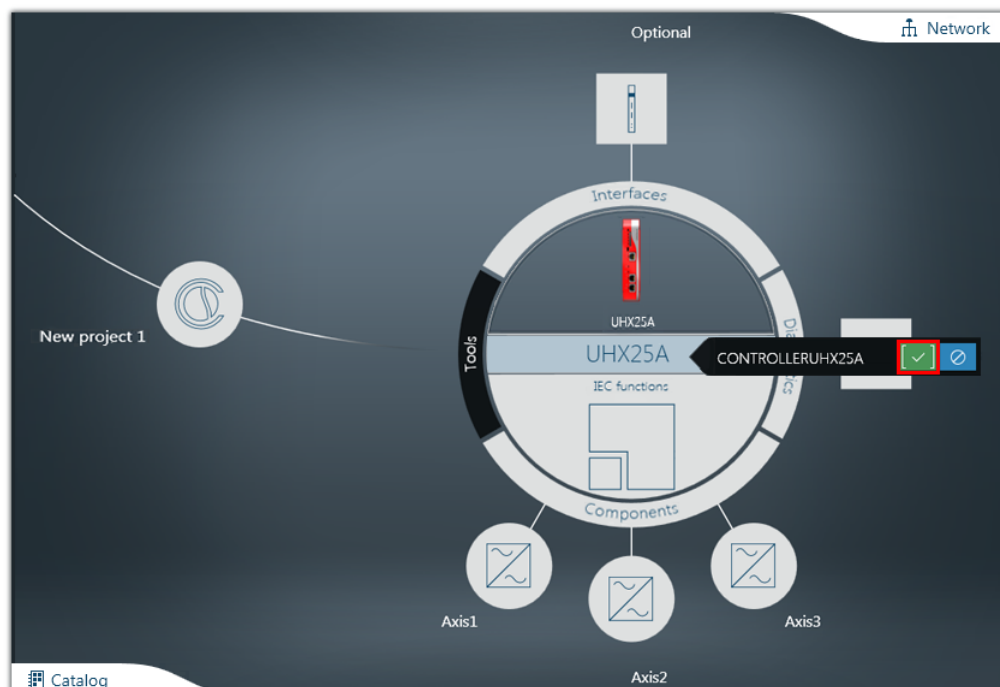 Optional
Network
Interfaces
UHX25A
New project 1
Tools
UHX25A
CONTROLLERUHX25A
IEC functions
Components
Axis1
Axis3
Axis2
Catalog